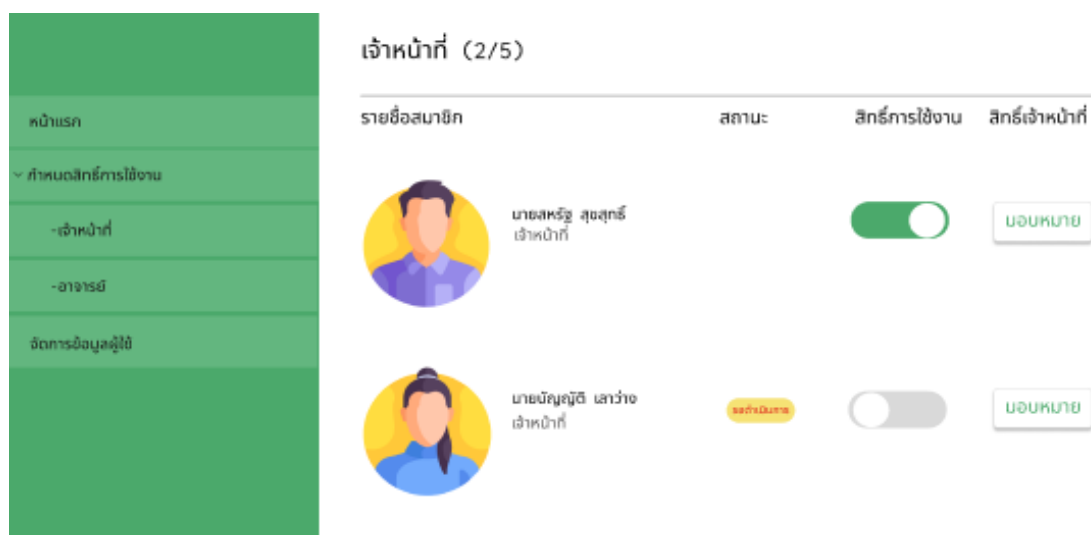 หน้าแรก
กำหนดสิทธิ์การใช้งาน
-เจ้าหน้าที่
-อาจารย์
จัดการข้อมูลผู้ใช้
เจ้าหน้าที่ (2/5)
รายชื่อสมาชิก สถานะ สิทธิ์การใช้งาน สิทธิ์เจ้าหน้าที่
นายสหรัฐ สุขสุทธิ์
เจ้าหน้าที่
มอบหมาย
นายบัญญัติ เลาว่าง
เจ้าหน้าที่
รอดำเนินการ
มอบหมาย